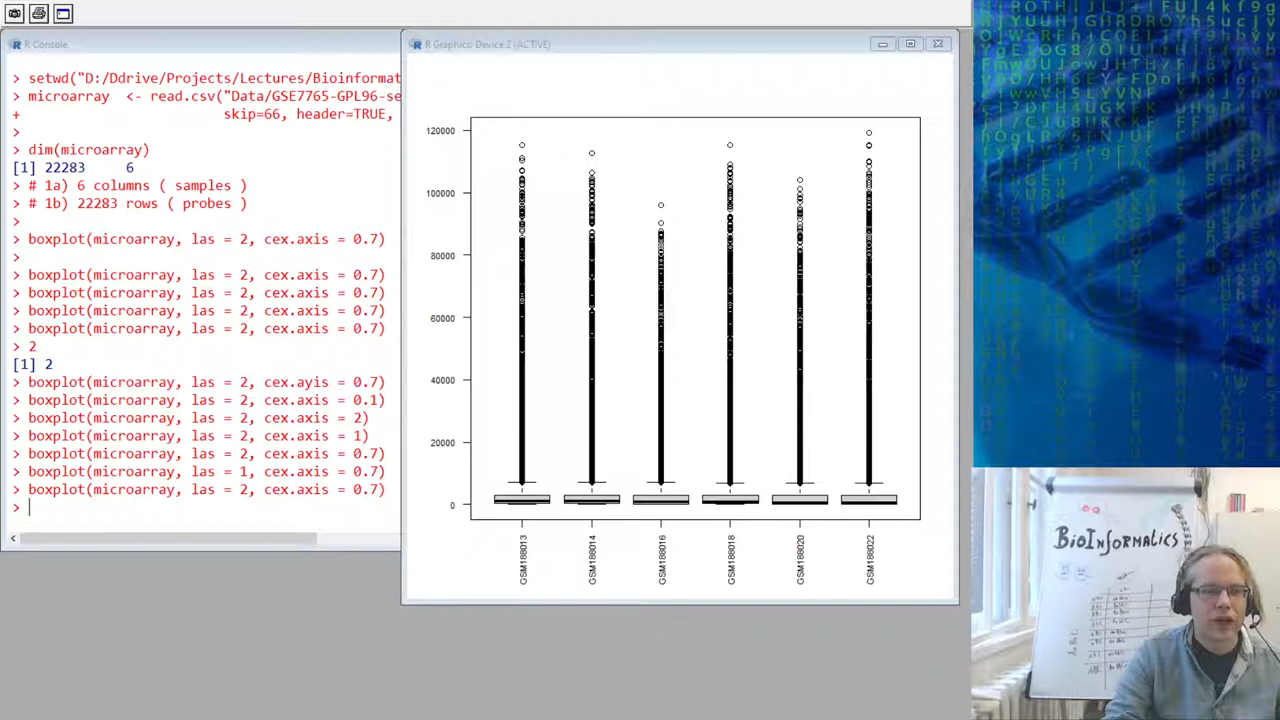 R Console
> setwd("D:/Ddrive/Projects/Lectures/Bioinformat
> microarray  <- read.csv("Data/GSE7765-GPL96-se
+                         skip=66, header=TRUE,
>
> dim(microarray)
[1] 22283     6
> # 1a) 6 columns ( samples )
> # 1b) 22283 rows ( probes )
>
> boxplot(microarray, las = 2, cex.axis = 0.7)
>
> boxplot(microarray, las = 2, cex.axis = 0.7)
> boxplot(microarray, las = 2, cex.axis = 0.7)
> boxplot(microarray, las = 2, cex.axis = 0.7)
> boxplot(microarray, las = 2, cex.axis = 0.7)
> 2
[1] 2
> boxplot(microarray, las = 2, cex.ayis = 0.7)
> boxplot(microarray, las = 2, cex.axis = 0.1)
> boxplot(microarray, las = 2, cex.axis = 2)
> boxplot(microarray, las = 2, cex.axis = 1)
> boxplot(microarray, las = 2, cex.axis = 0.7)
> boxplot(microarray, las = 1, cex.axis = 0.7)
> boxplot(microarray, las = 2, cex.axis = 0.7)
>
R Graphics: Device 2 (ACTIVE)
120000
100000
80000
60000
40000
20000
0
GSM188013
GSM188014
GSM188016
GSM188018
GSM188020
GSM188022
BioInformatics